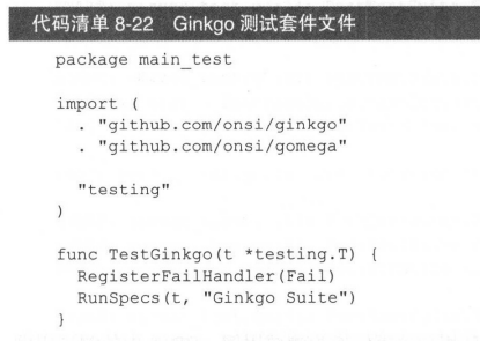 代码清单 8-22 Ginkgo 测试套件文件
package main_test
import (
. "github.com/onsi/ginkgo"
. "github.com/onsi/gomega"
"testing"
)
func TestGinkgo(t *testing.T) {
RegisterFailHandler(Fail)
RunSpecs(t, "Ginkgo Suite")
}